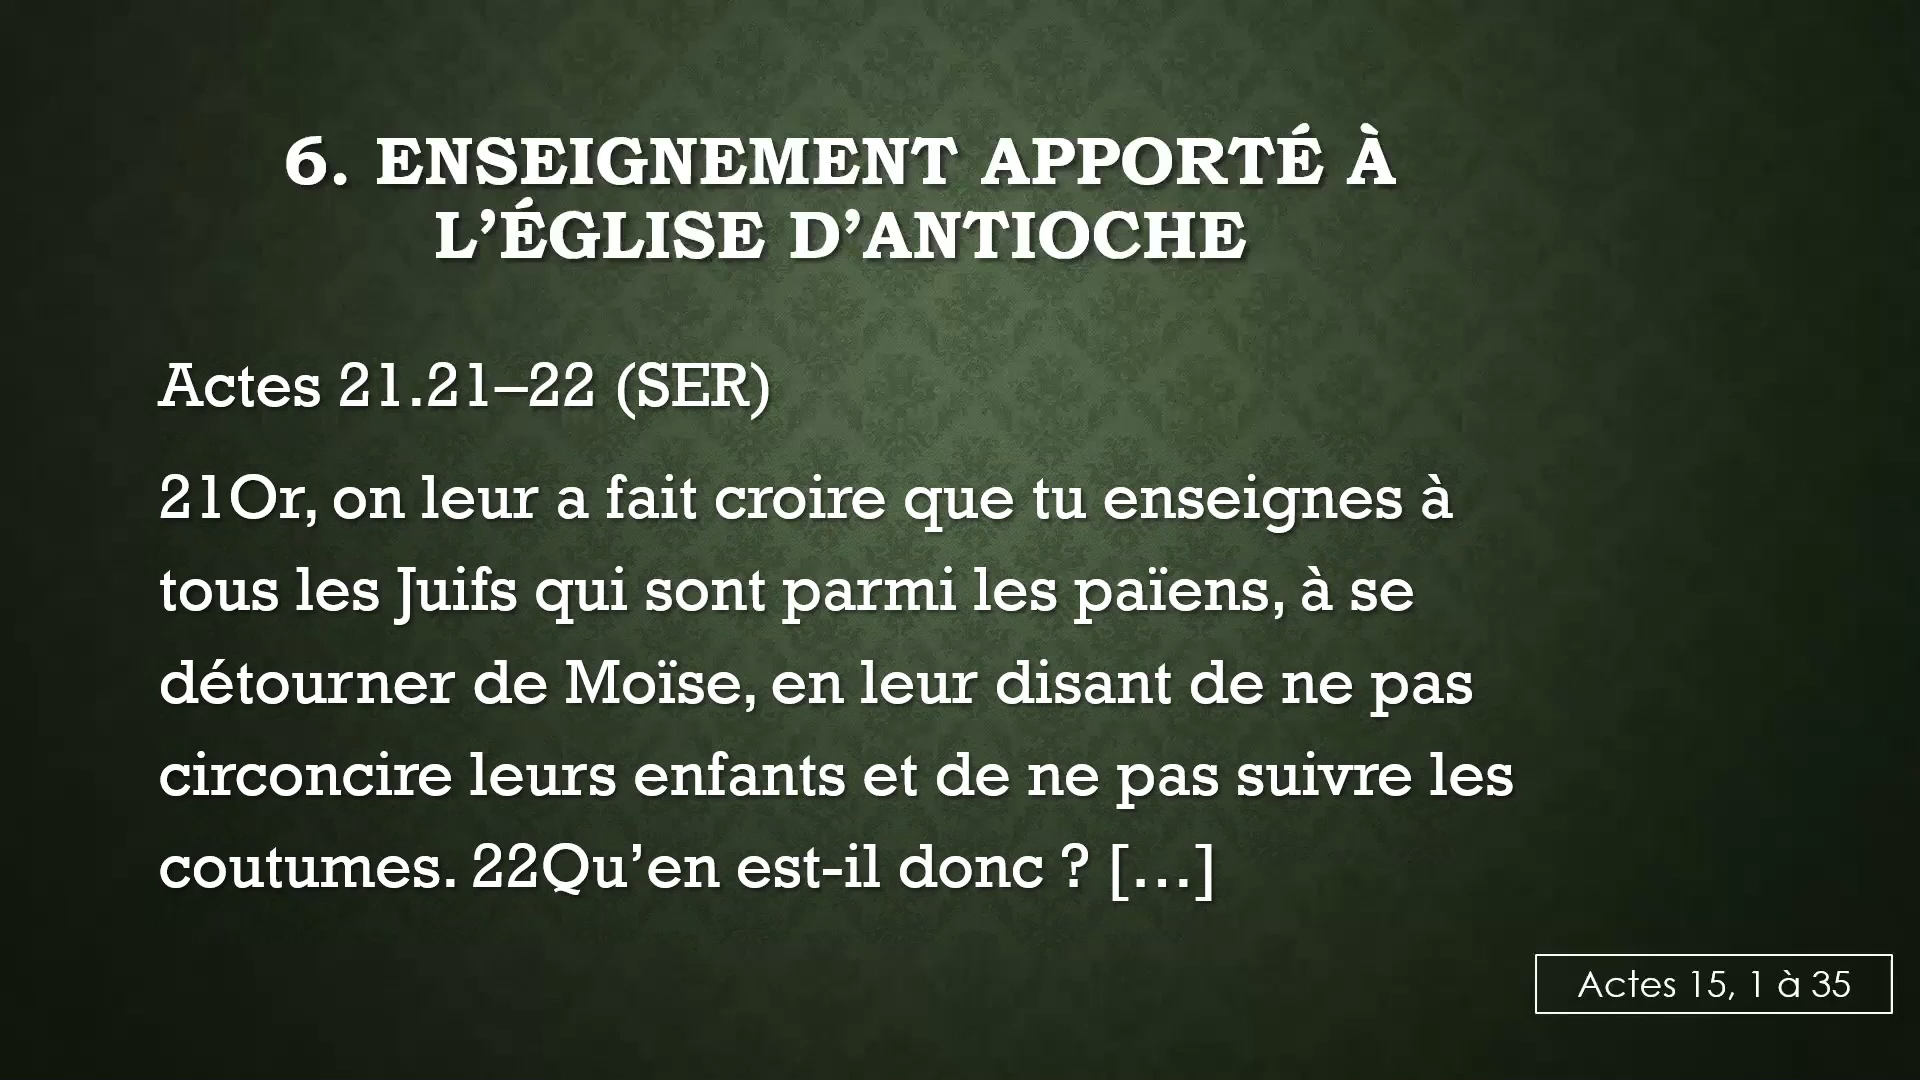 6. ENSEIGNEMENT APPORTÉ À
L’ÉGLISE D’ANTIOCHE
Actes 21.21–22 (SER)
21Or, on leur a fait croire que tu enseignes à
tous les Juifs qui sont parmi les païens, à se
détourner de Moïse, en leur disant de ne pas
circoncire leurs enfants et de ne pas suivre les
coutumes. 22Qu’en est-il donc ? […]
Actes 15, 1 à 35